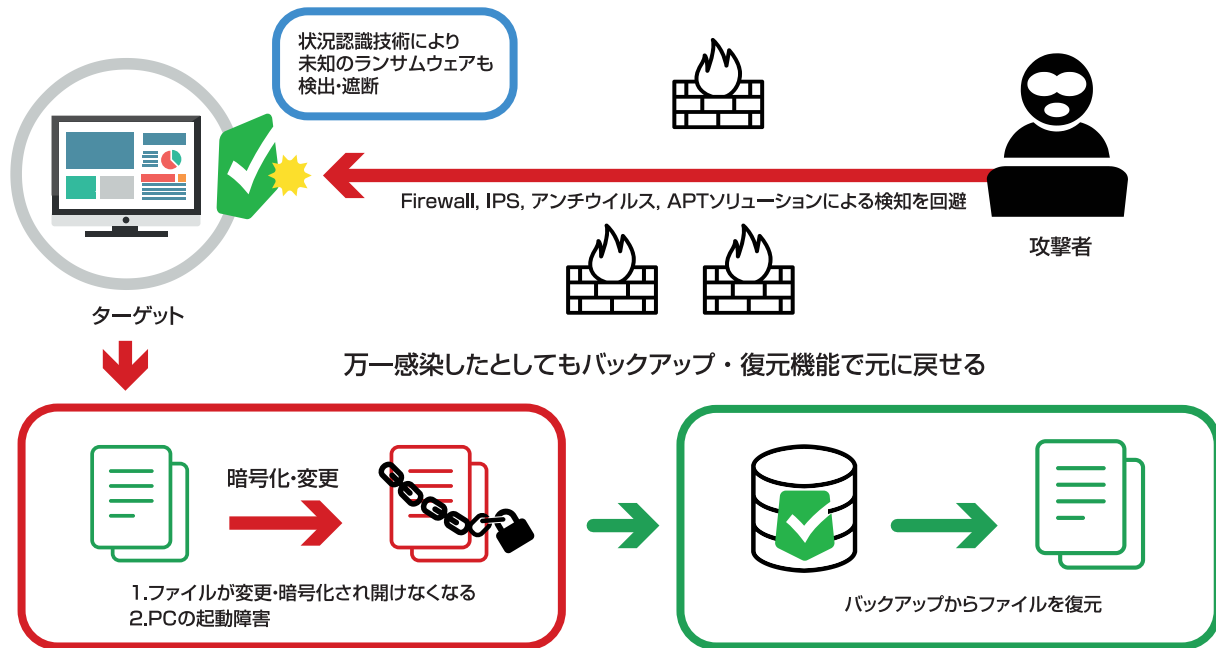 状況認識技術により
未知のランサムウェアも
検出・遮断
Firewall, IPS, アンチウイルス, APTソリューションによる検知を回避
攻撃者
ターゲット
万一感染したとしてもバックアップ・復元機能で元に戻せる
暗号化・変更
1.ファイルが変更・暗号化され開けなくなる
2.PCの起動障害
バックアップからファイルを復元